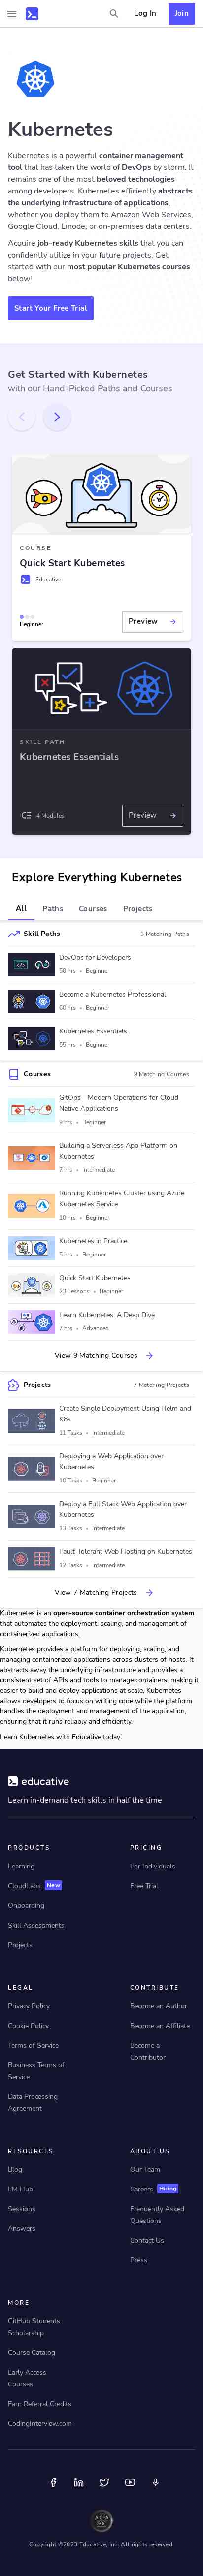 Log In
Join
Kubernetes
Kubernetes is a powerful container management
tool that has taken the world of DevOps by storm. It
remains one of the most beloved technologies
among developers. Kubernetes efficiently abstracts
the underlying infrastructure of applications,
whether you deploy them on Amazon Web Services,
Google Cloud, Linode, or on-premises data centers.
Acquire job-ready Kubernetes skills that you can
confidently utilize in your future projects. Get
started with our most popular Kubernetes courses
below!
Start Your Free Trial
Get Started with Kubernetes
with our Hand-Picked Paths and Courses
COURSE
Quick Start Kubernetes
Educative
Beginner
Preview
SKILL PATH
Kubernetes Essentials
4 Modules
Preview
Explore Everything Kubernetes
All
Paths
Courses
Projects
Skill Paths
3 Matching Paths
DevOps for Developers
50 hrs • Beginner
Become a Kubernetes Professional
60 hrs • Beginner
Kubernetes Essentials
55 hrs • Beginner
Courses
9 Matching Courses
GitOps—Modern Operations for Cloud
Native Applications
9 hrs • Beginner
Building a Serverless App Platform on
Kubernetes
7 hrs • Intermediate
Running Kubernetes Cluster using Azure
Kubernetes Service
10 hrs • Beginner
Kubernetes in Practice
5 hrs • Beginner
Quick Start Kubernetes
23 Lessons • Beginner
Learn Kubernetes: A Deep Dive
7 hrs • Advanced
View 9 Matching Courses
Projects
7 Matching Projects
Create Single Deployment Using Helm and
K8s
11 Tasks • Intermediate
Deploying a Web Application over
Kubernetes
10 Tasks • Beginner
Deploy a Full Stack Web Application over
Kubernetes
13 Tasks • Intermediate
Fault-Tolerant Web Hosting on Kubernetes
12 Tasks • Intermediate
View 7 Matching Projects
Kubernetes is an open-source container orchestration system
that automates the deployment, scaling, and management of
containerized applications.
Kubernetes provides a platform for deploying, scaling, and
managing containerized applications across clusters of hosts. It
abstracts away the underlying infrastructure and provides a
consistent set of APIs and tools to manage containers, making it
easier to build and deploy applications at scale. Kubernetes
allows developers to focus on writing code while the platform
handles the deployment and management of the application,
ensuring that it runs reliably and efficiently.
Learn Kubernetes with Educative today!
educative
Learn in-demand tech skills in half the time
PRODUCTS
Learning
CloudLabs New
Onboarding
Skill Assessments
Projects
PRICING
For Individuals
Free Trial
LEGAL
Privacy Policy
Cookie Policy
Terms of Service
Business Terms of
Service
Data Processing
Agreement
CONTRIBUTE
Become an Author
Become an Affiliate
Become a
Contributor
RESOURCES
Blog
EM Hub
Sessions
Answers
ABOUT US
Our Team
Careers Hiring
Frequently Asked
Questions
Contact Us
Press
MORE
GitHub Students
Scholarship
Course Catalog
Early Access
Courses
Earn Referral Credits
CodingInterview.com
AICPA
SOC
Copyright ©2023 Educative, Inc. All rights reserved.